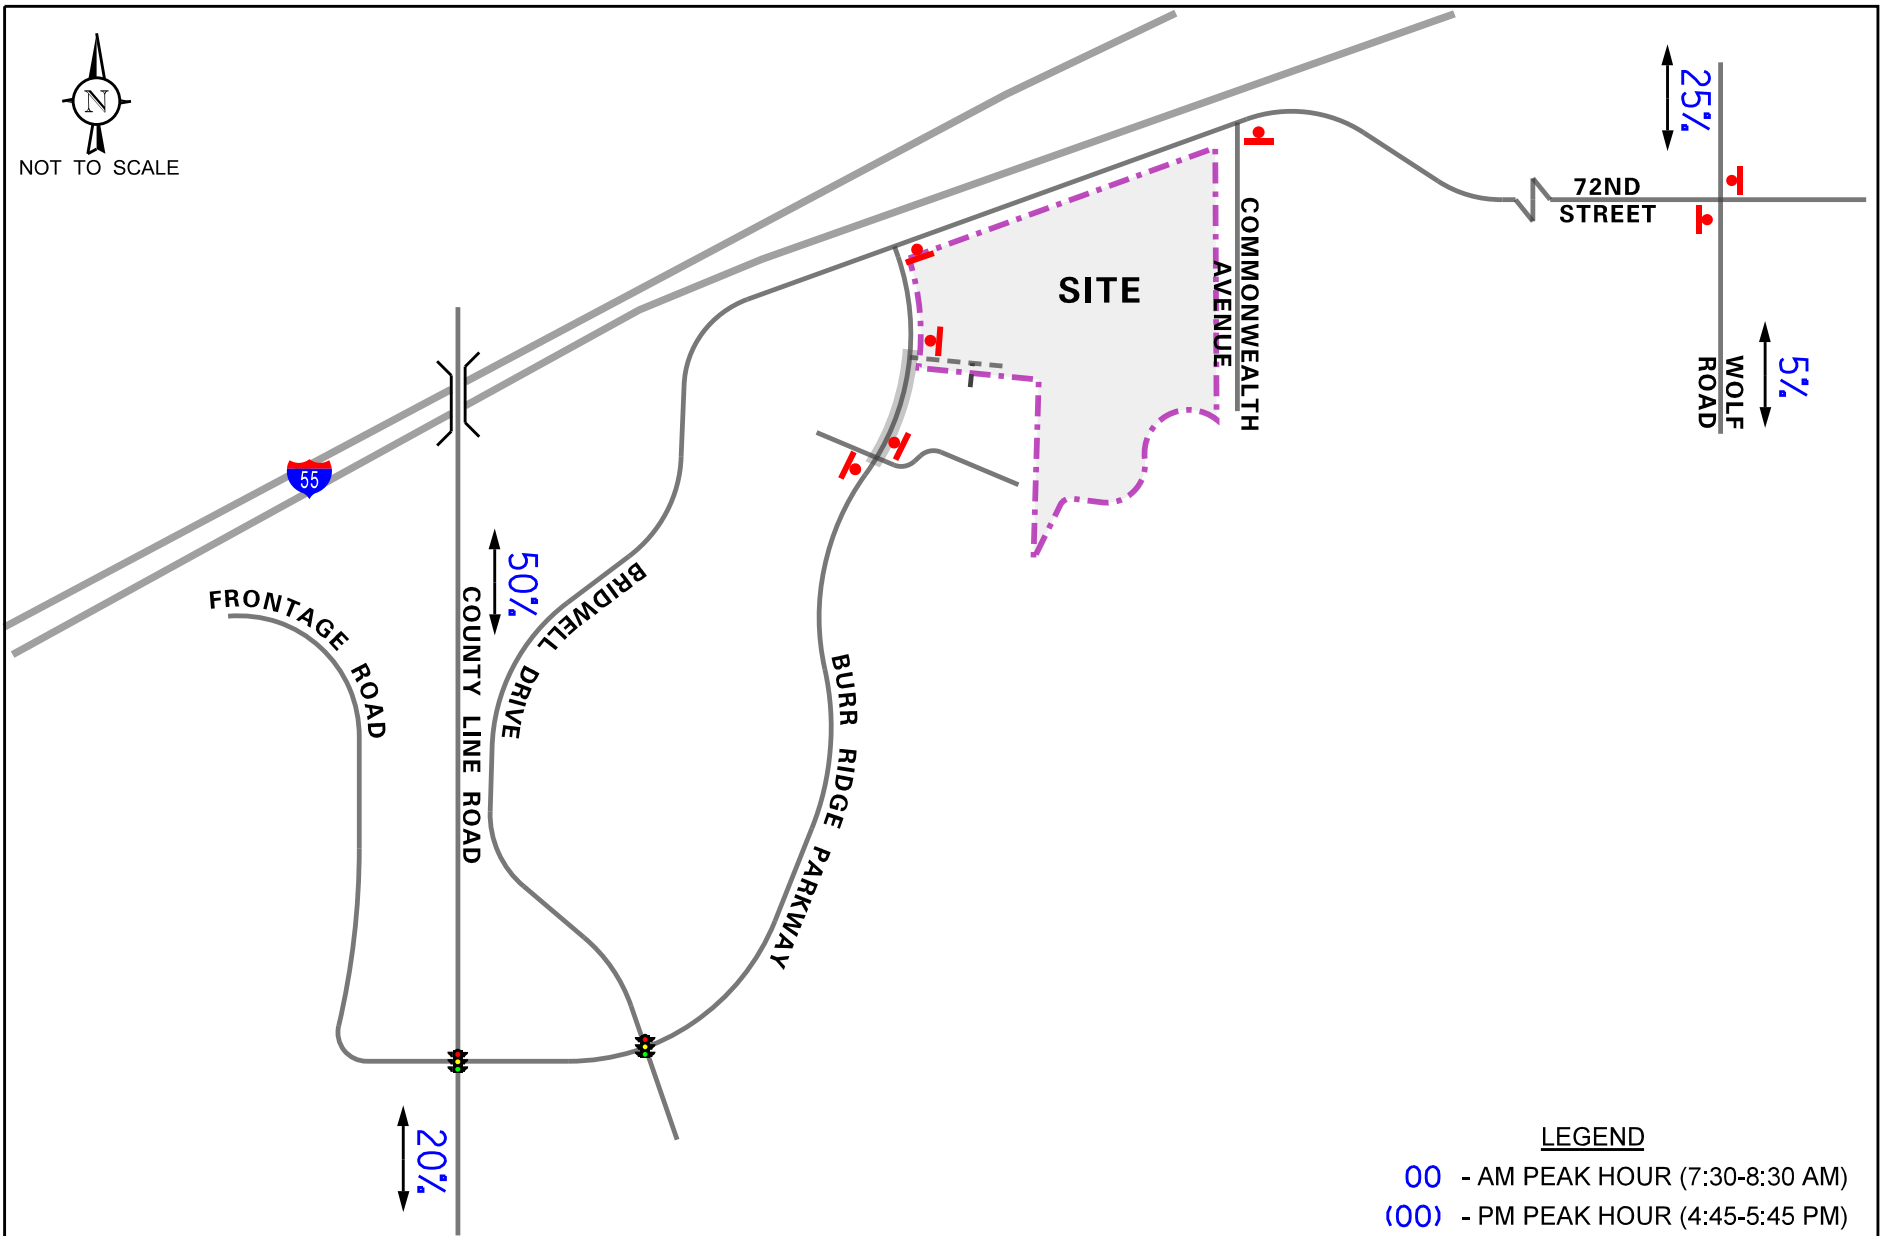 N
NOT TO SCALE
25%
72ND
STREET
COMMONWEALTH
AVENUE
SITE
WOLF
ROAD
5%
55
50%
FRONTAGE ROAD
COUNTY LINE ROAD
BRIDWELL DRIVE
BURR RIDGE PARKWAY
20%
LEGEND
00 - AM PEAK HOUR (7:30-8:30 AM)
(00) - PM PEAK HOUR (4:45-5:45 PM)